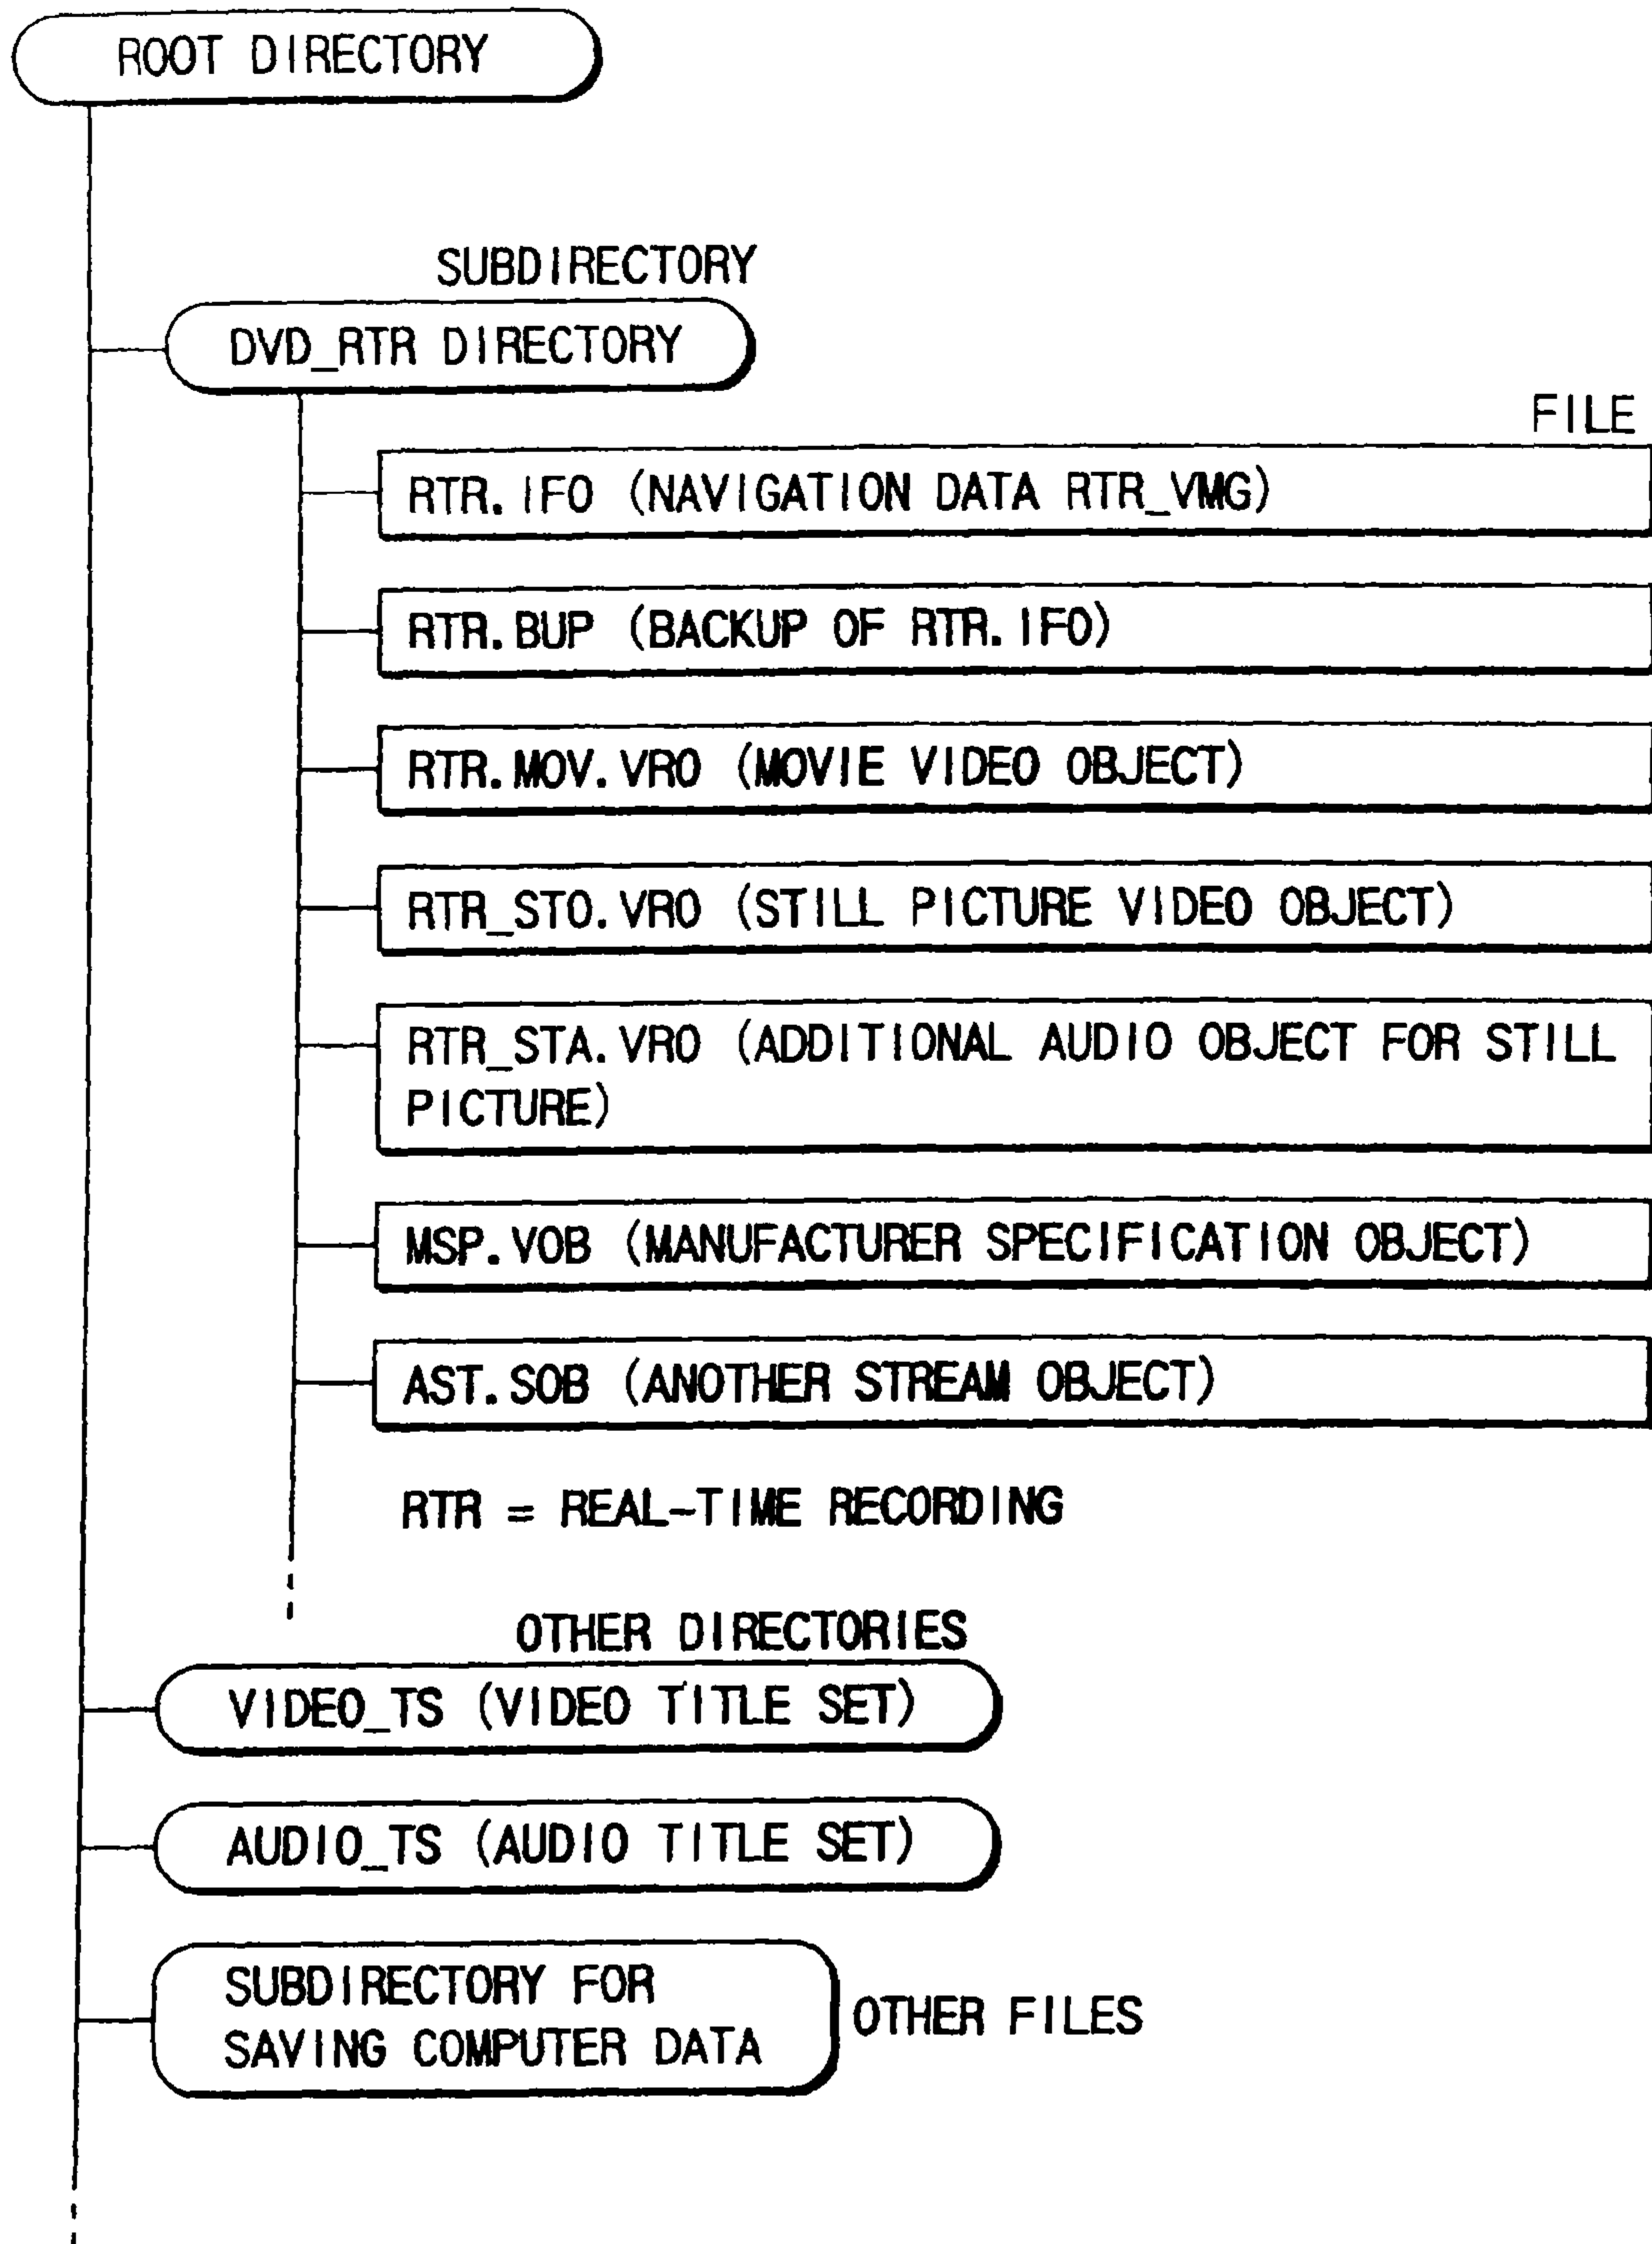 ROOT DIRECTORY
SUBDIRECTORY
DVD_RTR DIRECTORY
FILE
RTR.IFO (NAVIGATION DATA RTR_VMG)
RTR.BUP (BACKUP OF RTR.IFO)
RTR.MOV.VRO (MOVIE VIDEO OBJECT)
RTR_STO.VRO (STILL PICTURE VIDEO OBJECT)
RTR_STA.VRO (ADDITIONAL AUDIO OBJECT FOR STILL
PICTURE)
MSP.VOB (MANUFACTURER SPECIFICATION OBJECT)
AST.SOB (ANOTHER STREAM OBJECT)
RTR = REAL-TIME RECORDING
OTHER DIRECTORIES
VIDEO_TS (VIDEO TITLE SET)
AUDIO_TS (AUDIO TITLE SET)
SUBDIRECTORY FOR
SAVING COMPUTER DATA
OTHER FILES